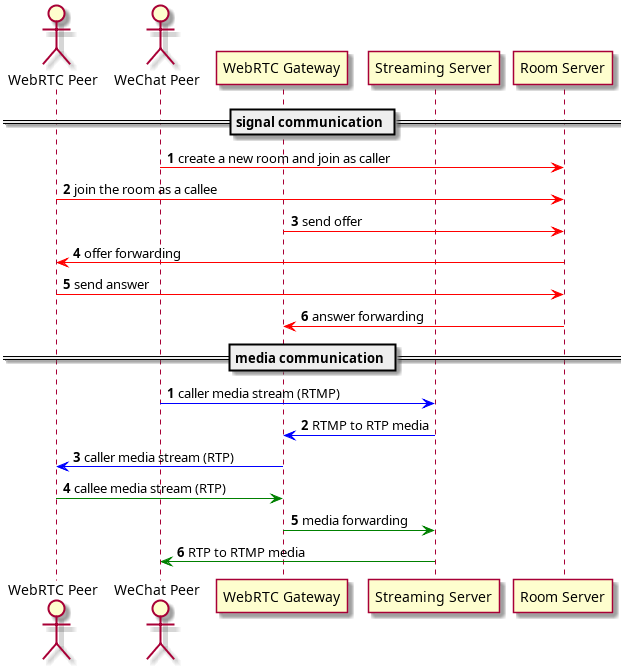 WebRTC Peer
WeChat Peer
WebRTC Gateway
Streaming Server
Room Server
signal communication
1 create a new room and join as caller
2 join the room as a callee
3 send offer
4 offer forwarding
5 send answer
6 answer forwarding
media communication
1 caller media stream (RTMP)
2 RTMP to RTP media
3 caller media stream (RTP)
4 callee media stream (RTP)
5 media forwarding
6 RTP to RTMP media
WebRTC Peer
WeChat Peer
WebRTC Gateway
Streaming Server
Room Server